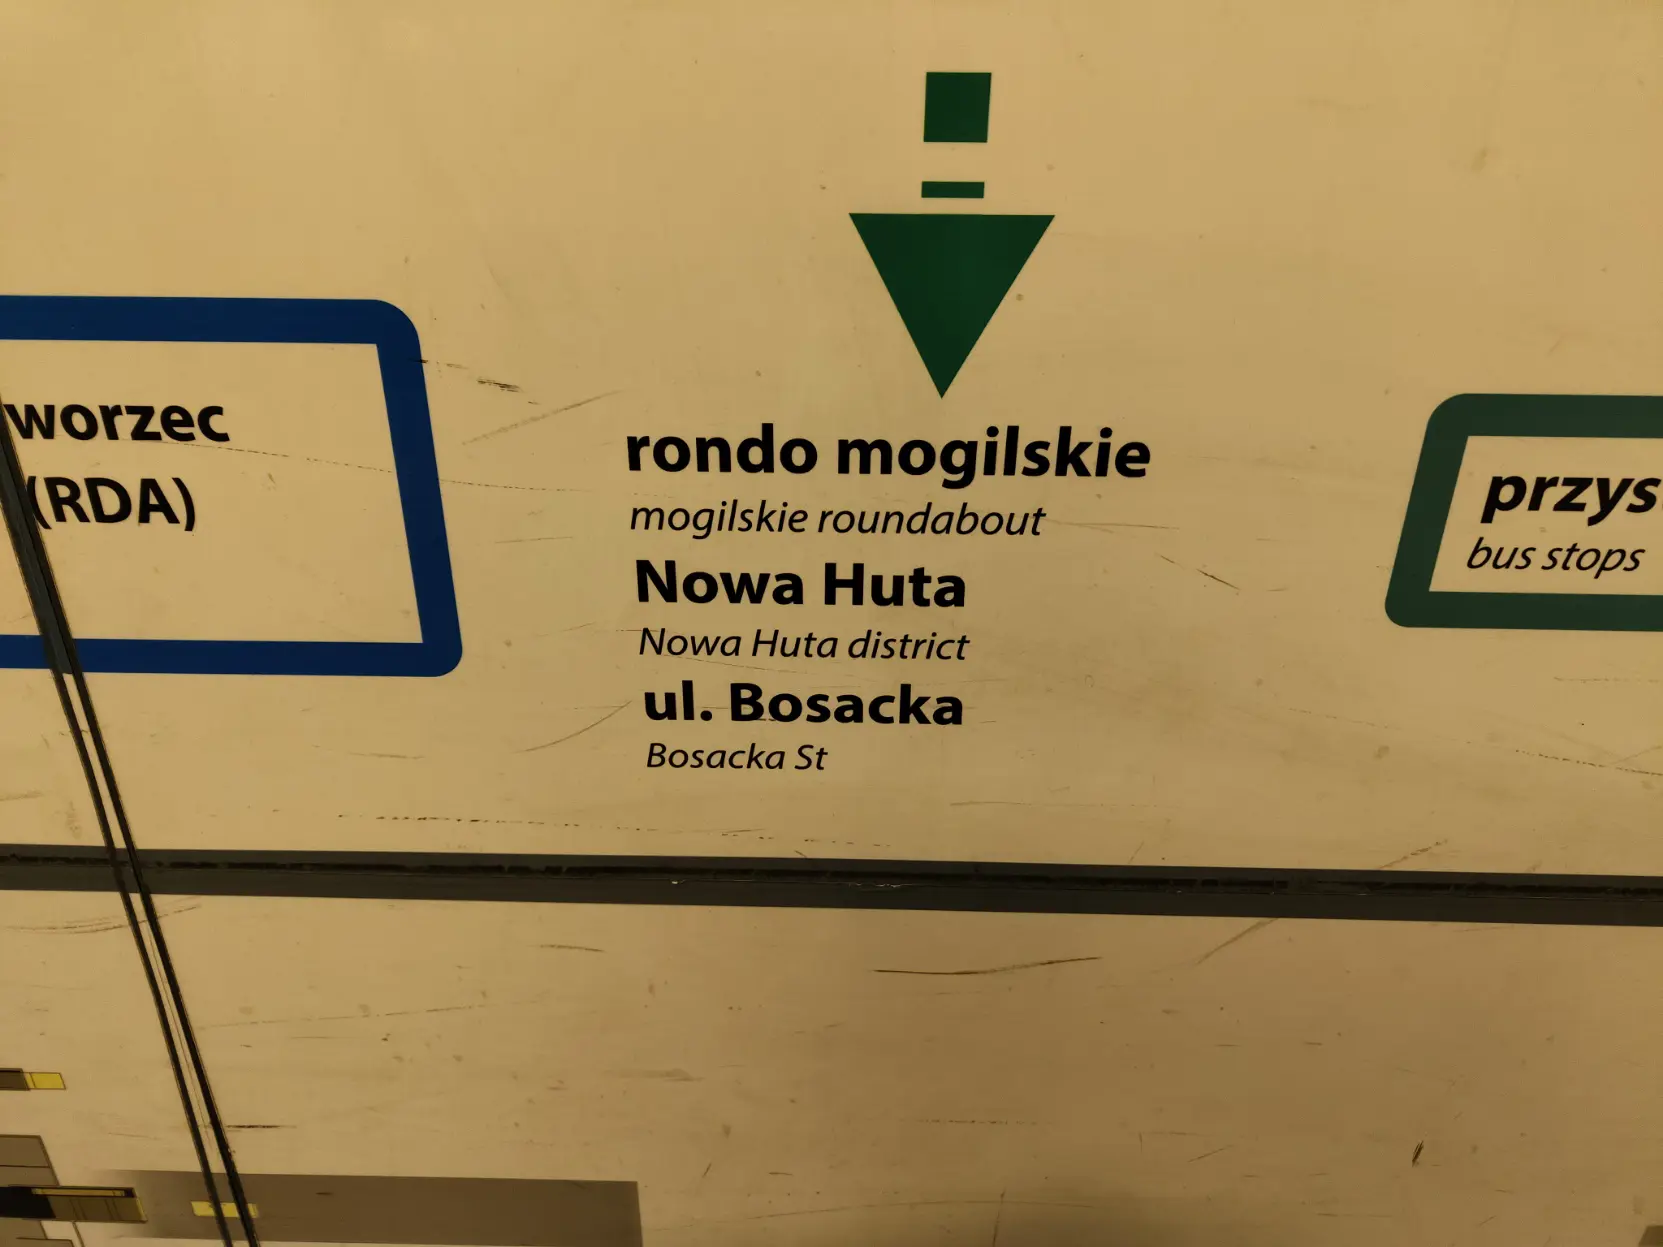 worzec
(RDA)
rondo mogilskie
mogilskie roundabout
Nowa Huta
Nowa Huta district
ul. Bosacka
Bosacka St
przys
bus stops